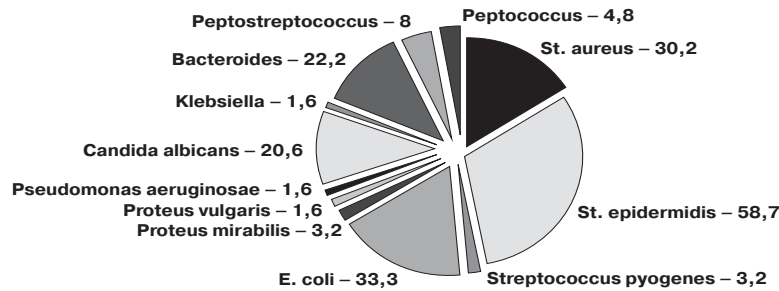 Peptostreptococcus – 8
Peptococcus – 4,8
St. aureus – 30,2
Bacteroides – 22,2
Klebsiella – 1,6
Candida albicans – 20,6
Pseudomonas aeruginosae – 1,6
Proteus vulgaris – 1,6
St. epidermidis – 58,7
Proteus mirabilis – 3,2
E. coli – 33,3
Streptococcus pyogenes – 3,2